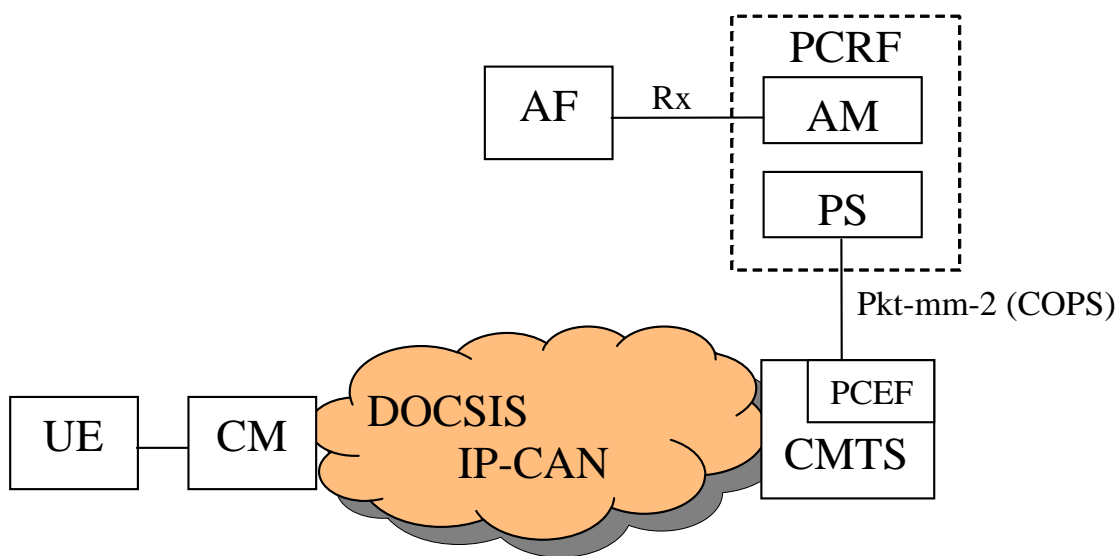 PCRF
AF
Rx
AM
PS
Pkt-mm-2 (COPS)
PCEF
DOCSIS
UE
CM
IP-CAN
CMTS